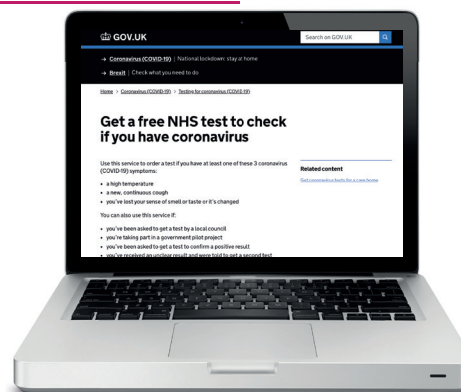 GOV.UK
Search on GOV.UK
→ Coronavirus (COVID-19) | National lockdown: stay at home
→ Brexit | Check what you need to do
Home > Coronavirus (COVID-19) > Testing for coronavirus (COVID-19)
Get a free NHS test to check
if you have coronavirus
Use this service to order a test if you have at least one of these 3 coronavirus
(COVID-19) symptoms:
• a high temperature
• a new, continuous cough
• you've lost your sense of smell or taste or it's changed
You can also use this service if:
• you've been asked to get a test by a local council
• you're taking part in a government pilot project
• you've been asked to get a test to confirm a positive result
• you've received an unclear result and were told to get a second test
Related content
Get coronavirus tests for a care home